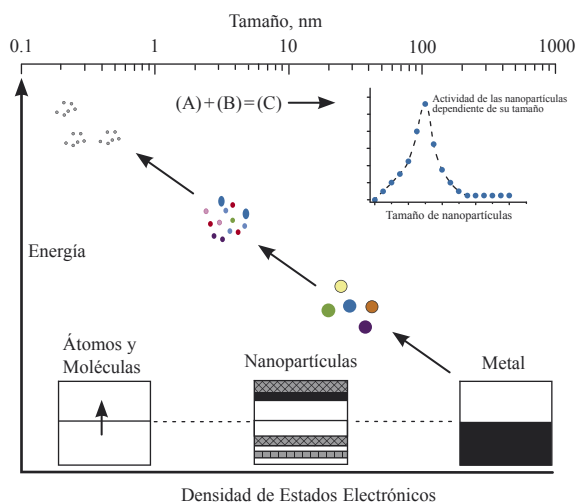 Tamaño, nm
0.1 1 10 100 1000
(A) + (B) = (C)
Actividad de las nanopartículas
dependiente de su tamaño
Tamaño de nanopartículas
Energía
Átomos y
Moléculas
Nanopartículas
Metal
Densidad de Estados Electrónicos